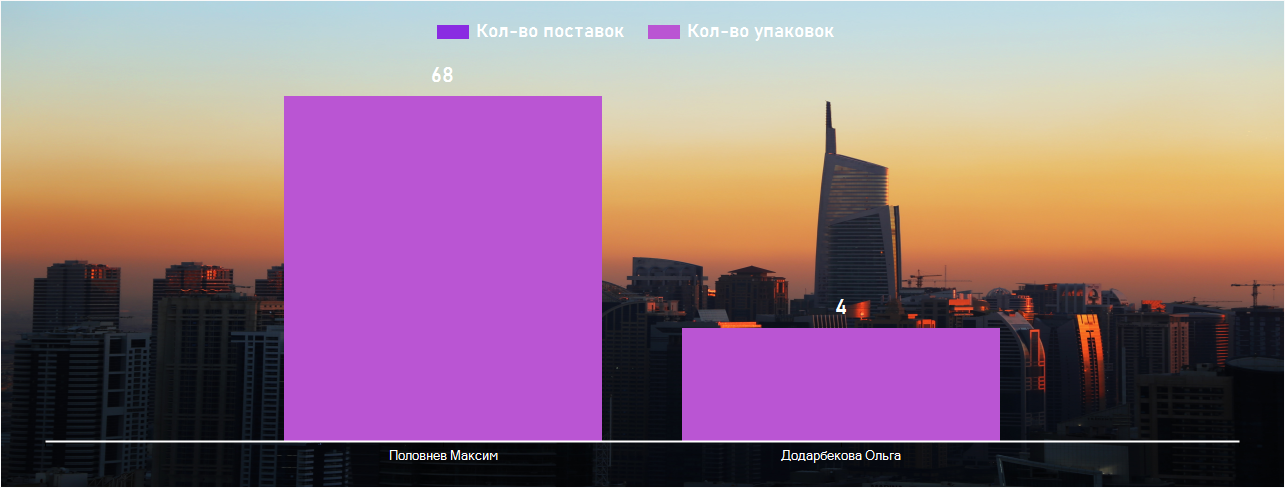 Кол-во поставок Кол-во упаковок
68
4
Половнев Максим Додарбекова Ольга